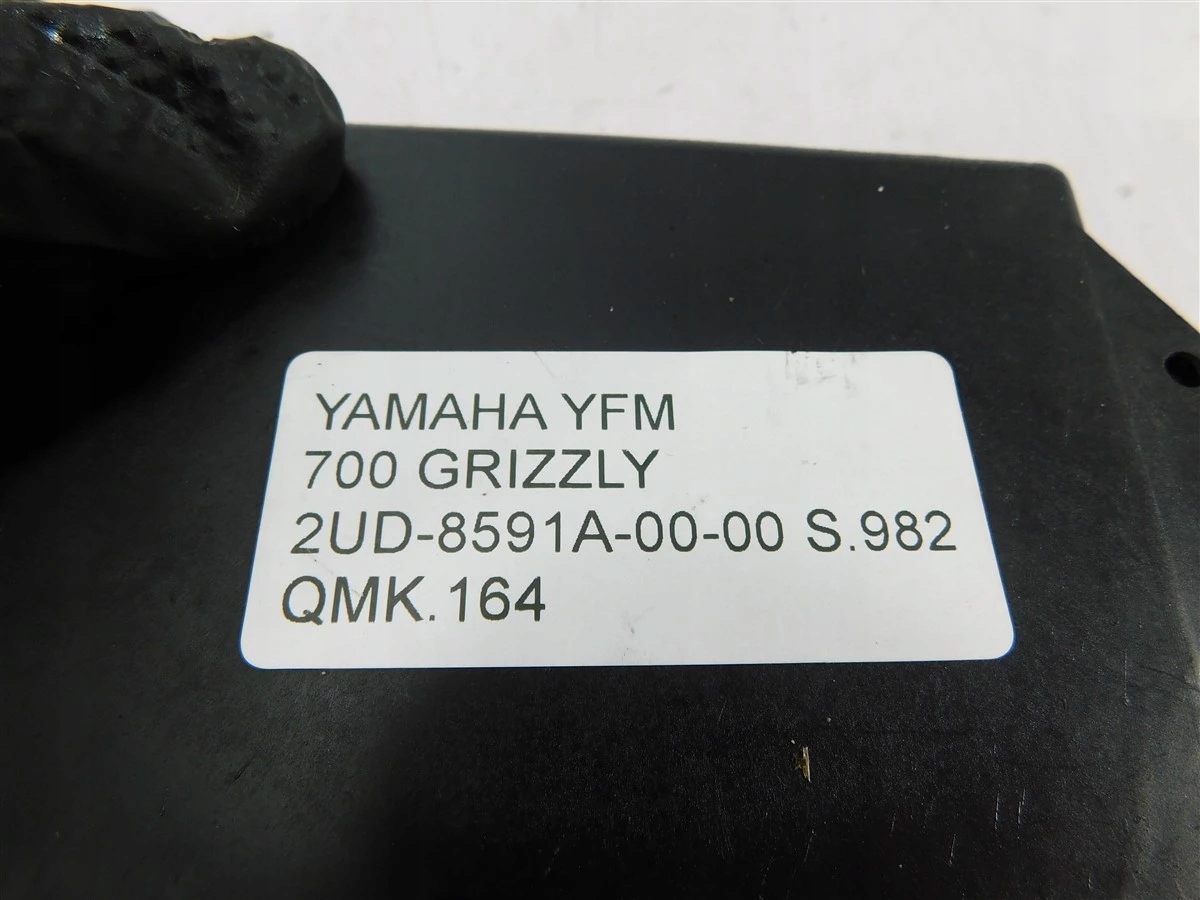 YAMAHA YFM
700 GRIZZLY
2UD-8591A-00-00 S.982
QMK.164